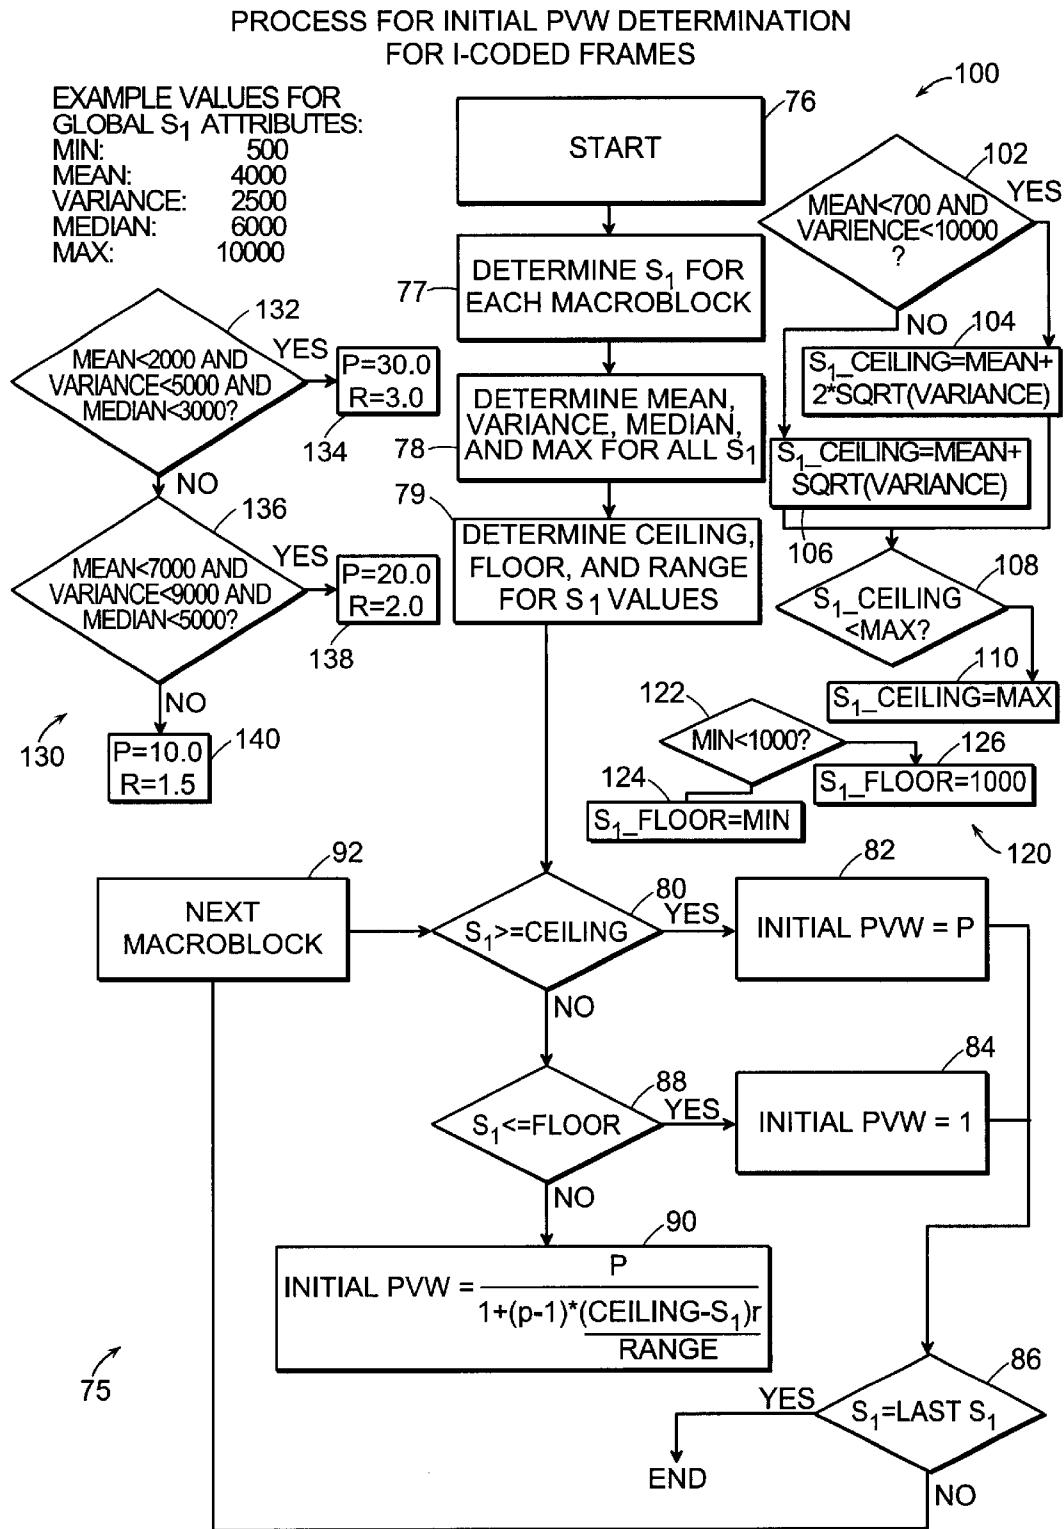 PROCESS FOR INITIAL PVW DETERMINATION
FOR I-CODED FRAMES
EXAMPLE VALUES FOR
GLOBAL S1 ATTRIBUTES:
MIN: 500
MEAN: 4000
VARIANCE: 2500
MEDIAN: 6000
MAX: 10000
76
START
77
DETERMINE S1 FOR
EACH MACROBLOCK
78
DETERMINE MEAN,
VARIANCE, MEDIAN,
AND MAX FOR ALL S1
79
DETERMINE CEILING,
FLOOR, AND RANGE
FOR S1 VALUES
100
102
MEAN<700 AND
VARIENCE<10000
?
YES
NO
104
S1_CEILING=MEAN+
2*SQRT(VARIANCE)
S1_CEILING=MEAN+
SQRT(VARIANCE)
106
108
S1_CEILING
<MAX?
110
S1_CEILING=MAX
132
MEAN<2000 AND
VARIANCE<5000 AND
MEDIAN<3000?
YES
P=30.0
R=3.0
134
NO
136
MEAN<7000 AND
VARIANCE<9000 AND
MEDIAN<5000?
YES
P=20.0
R=2.0
138
NO
130
P=10.0
R=1.5
140
122
MIN<1000?
124
S1_FLOOR=MIN
126
S1_FLOOR=1000
120
92
NEXT
MACROBLOCK
80
S1>=CEILING
YES
82
INITIAL PVW = P
NO
88
S1<=FLOOR
YES
84
INITIAL PVW = 1
NO
90
INITIAL PVW = P
1+(p-1)*(CEILING-S1)r
RANGE
75
86
S1=LAST S1
YES
END
NO